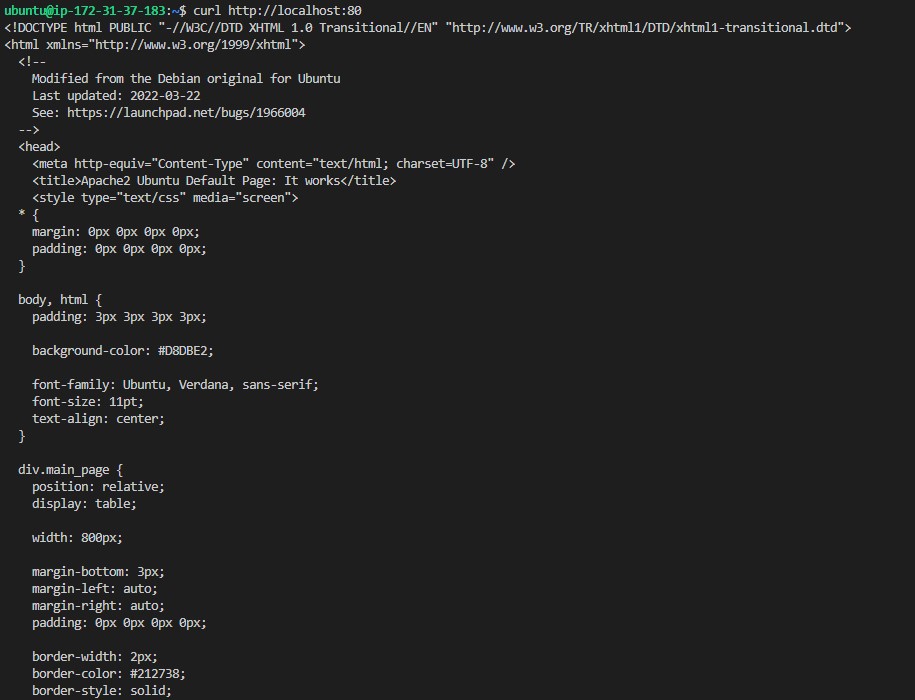 ubuntu@ip-172-31-37-183:~$ curl http://localhost:80
<!DOCTYPE html PUBLIC "-//W3C//DTD XHTML 1.0 Transitional//EN" "http://www.w3.org/TR/xhtml1/DTD/xhtml1-transitional.dtd">
<html xmlns="http://www.w3.org/1999/xhtml">
  <!--
    Modified from the Debian original for Ubuntu
    Last updated: 2022-03-22
    See: https://launchpad.net/bugs/1966004
  -->
  <head>
    <meta http-equiv="Content-Type" content="text/html; charset=UTF-8" />
    <title>Apache2 Ubuntu Default Page: It works</title>
    <style type="text/css" media="screen">
  * {
    margin: 0px 0px 0px 0px;
    padding: 0px 0px 0px 0px;
  }

  body, html {
    padding: 3px 3px 3px 3px;

    background-color: #D8DBE2;

    font-family: Ubuntu, Verdana, sans-serif;
    font-size: 11pt;
    text-align: center;
  }

  div.main_page {
    position: relative;
    display: table;

    width: 800px;

    margin-bottom: 3px;
    margin-left: auto;
    margin-right: auto;
    padding: 0px 0px 0px 0px;

    border-width: 2px;
    border-color: #212738;
    border-style: solid;